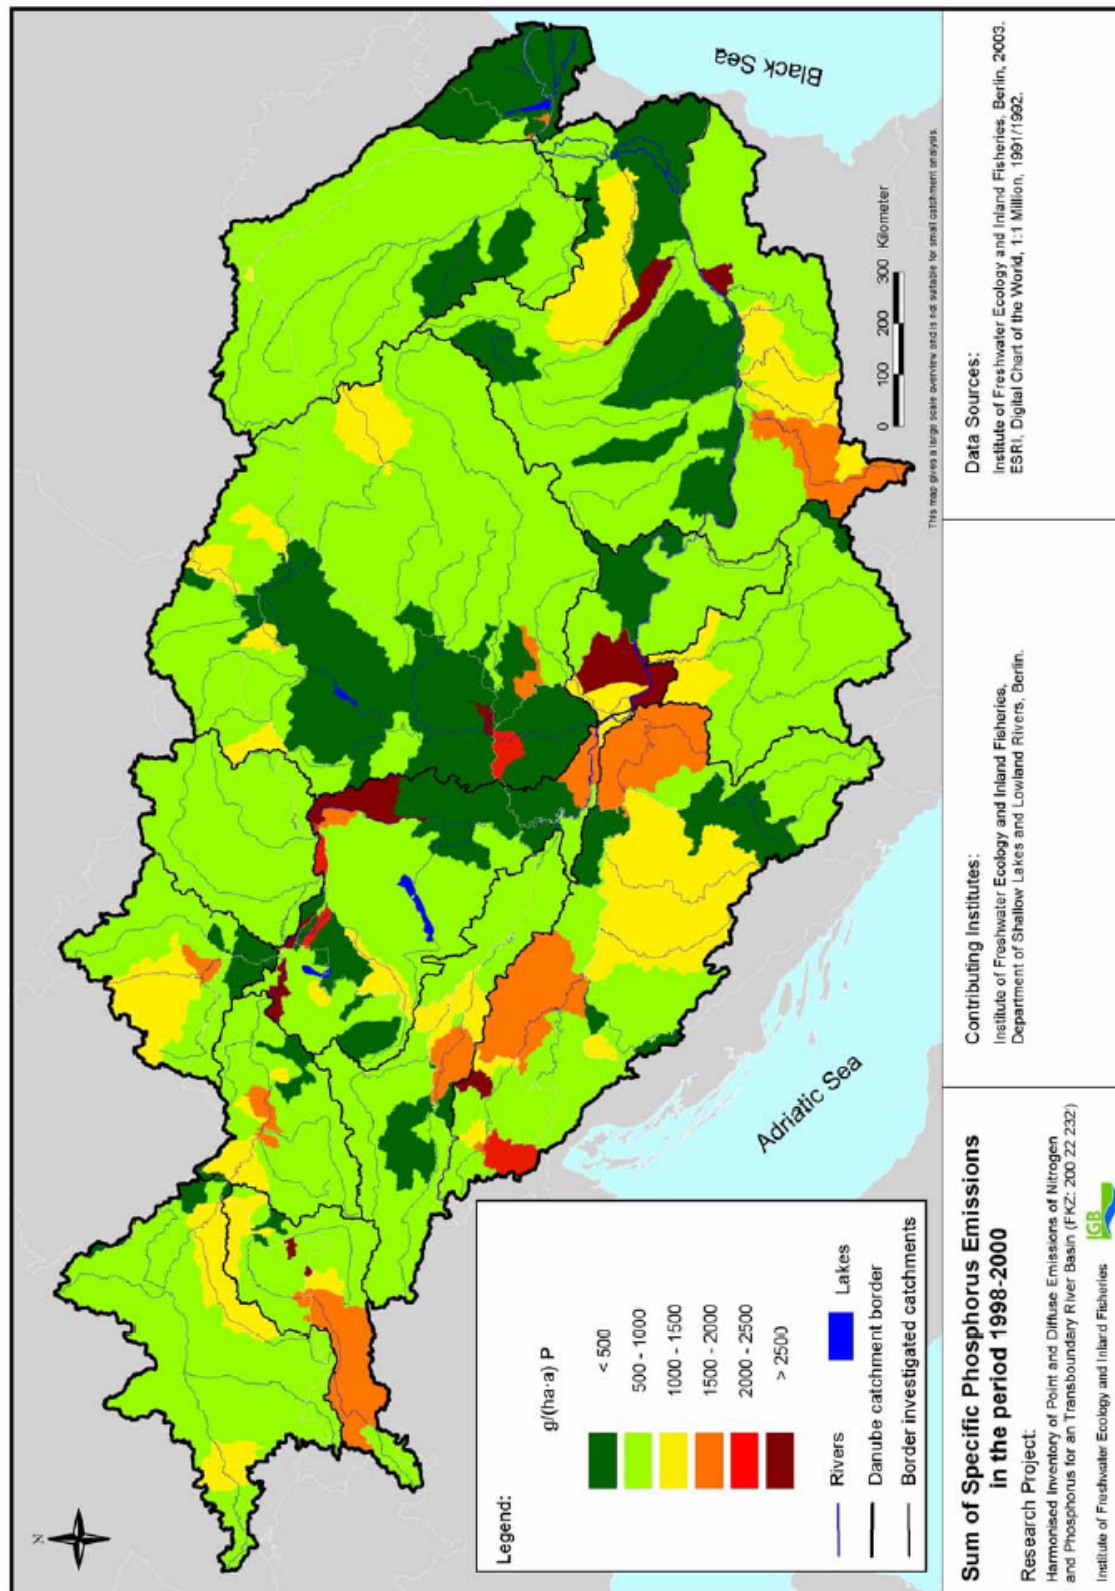 N
Black Sea
Adriatic Sea
Legend:
g/(ha·a) P
< 500
500 - 1000
1000 - 1500
1500 - 2000
2000 - 2500
> 2500
Rivers
Lakes
Danube catchment border
Border investigated catchments
0 100 200 300 Kilometer
This map gives a large scale overview and is not suitable for small catchment analysis.
Sum of Specific Phosphorus Emissions
in the period 1998-2000
Research Project:
Harmonised Inventory of Point and Diffuse Emissions of Nitrogen
and Phosphorus for an Transboundary River Basin (FKZ: 200 22 232)
Institute of Freshwater Ecology and Inland Fisheries
IGB
Contributing Institutes:
Institute of Freshwater Ecology and Inland Fisheries,
Department of Shallow Lakes and Lowland Rivers, Berlin.
Data Sources:
Institute of Freshwater Ecology and Inland Fisheries, Berlin, 2003.
ESRI, Digital Chart of the World, 1:1 Million, 1991/1992.